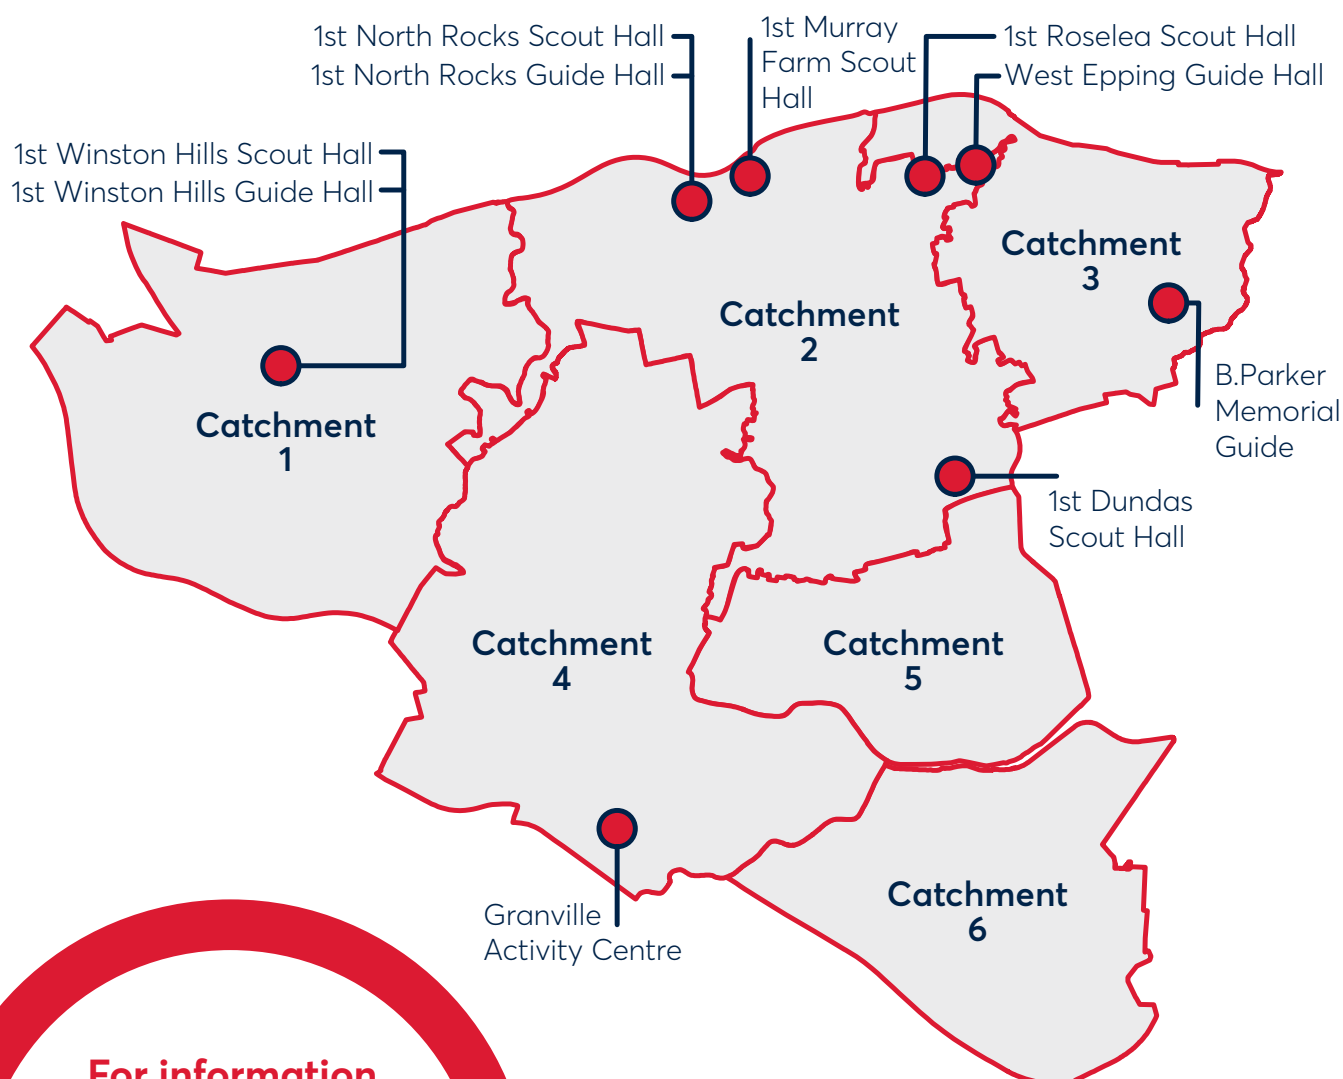 1st North Rocks Scout Hall
1st North Rocks Guide Hall
1st Murray
Farm Scout
Hall
1st Roselea Scout Hall
West Epping Guide Hall
1st Winston Hills Scout Hall
1st Winston Hills Guide Hall
Catchment
3
Catchment
2
B.Parker
Memorial
Guide
Catchment
1
1st Dundas
Scout Hall
Catchment
4
Catchment
5
Catchment
6
Granville
Activity Centre
For information